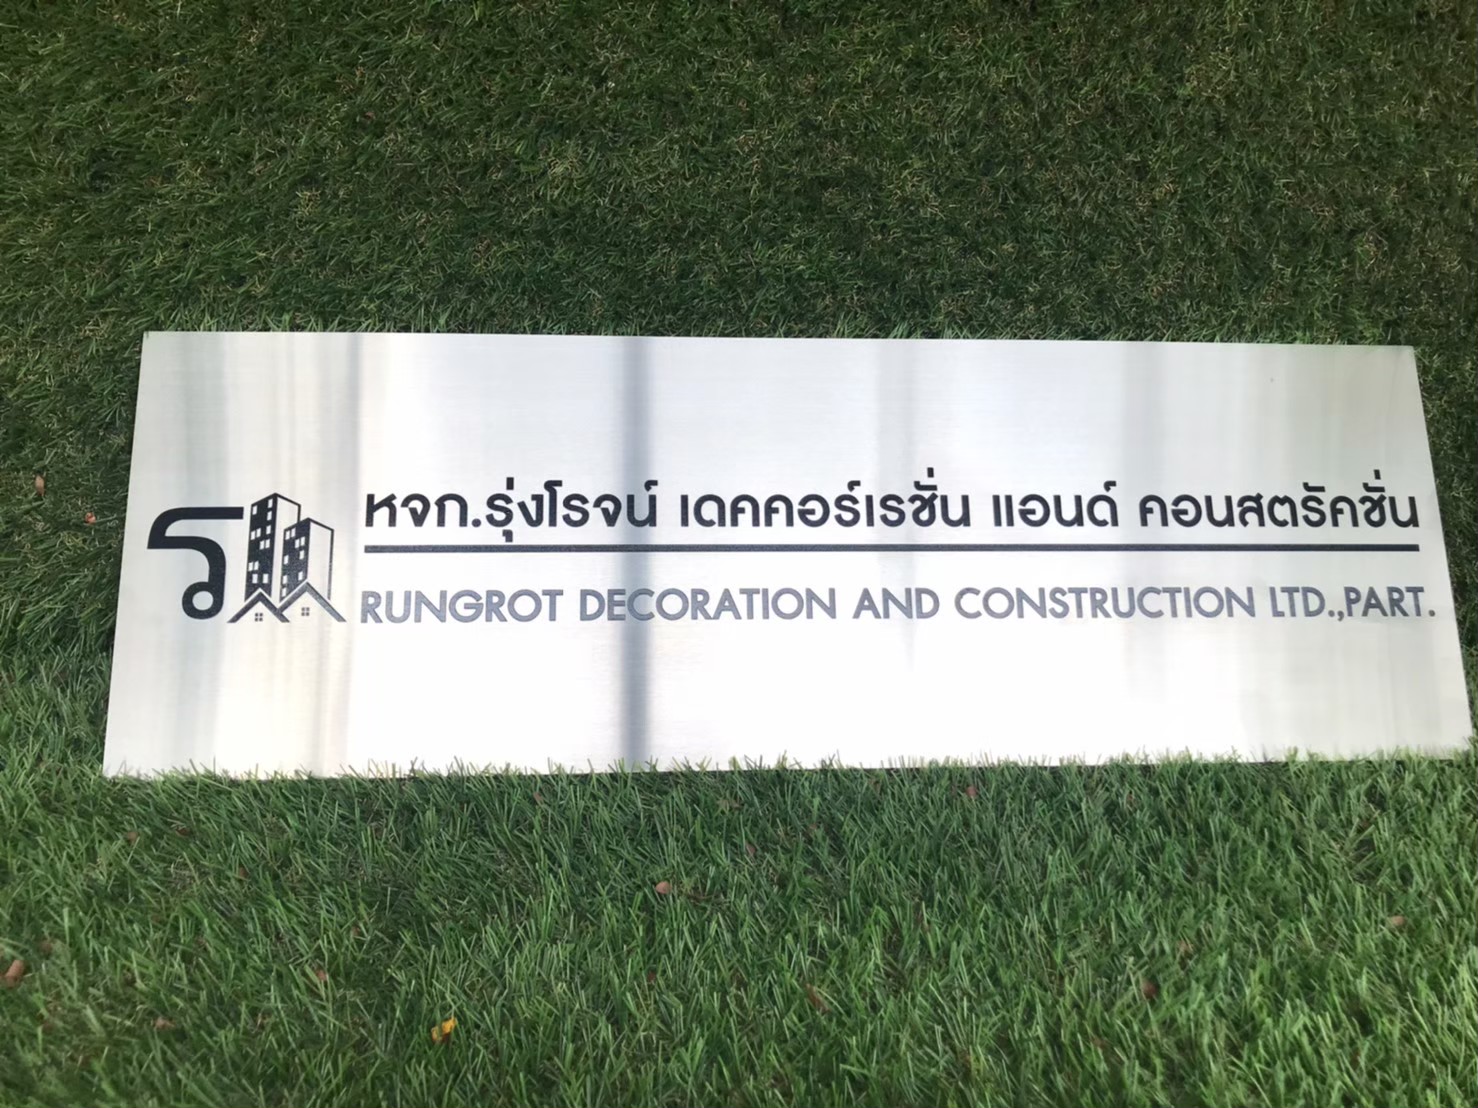 ร
หจก.รุ่งโรจน์ เดคคอร์เรชั่น แอนด์ คอนสตรัคชั่น
RUNGROT DECORATION AND CONSTRUCTION LTD.,PART.